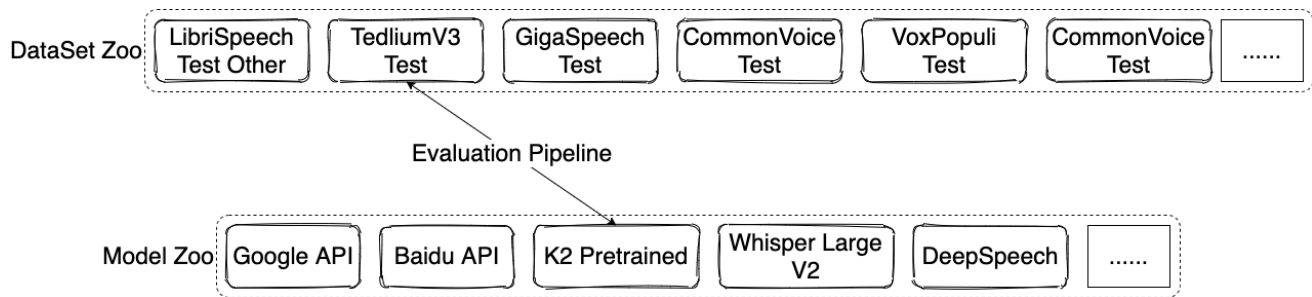 DataSet Zoo
LibriSpeech
Test Other
TedliumV3
Test
GigaSpeech
Test
CommonVoice
Test
VoxPopuli
Test
CommonVoice
Test
......
Evaluation Pipeline
Model Zoo
Google API
Baidu API
K2 Pretrained
Whisper Large
V2
DeepSpeech
......